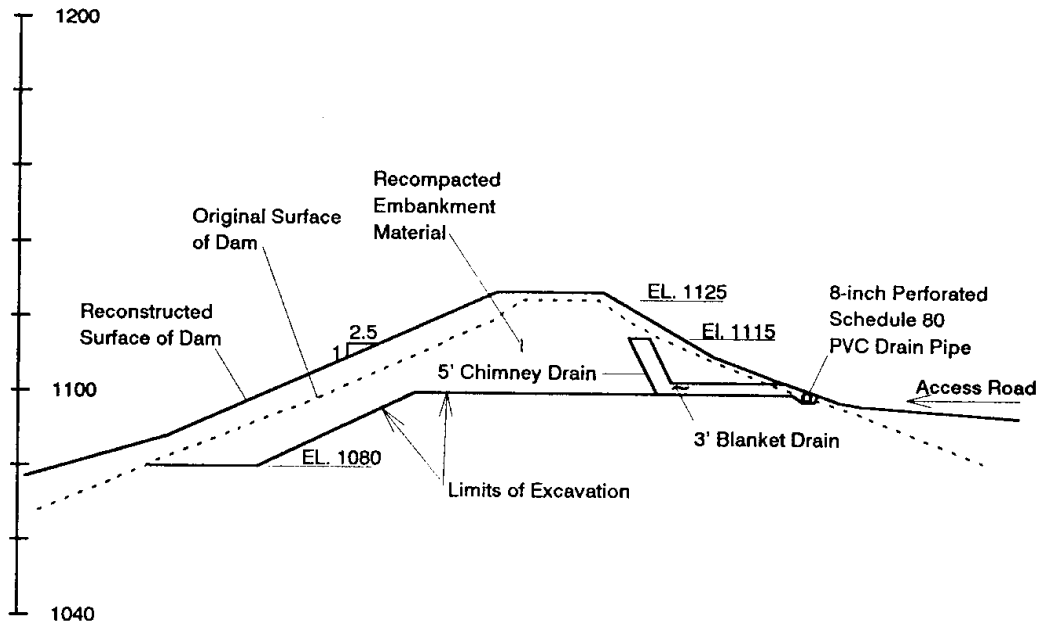 1200
Recompacted
Embankment
Material
Original Surface
of Dam
EL. 1125
8-inch Perforated
Schedule 80
PVC Drain Pipe
Reconstructed
Surface of Dam
2.5
1
El. 1115
1100
5' Chimney Drain
Access Road
3' Blanket Drain
EL. 1080
Limits of Excavation
1040